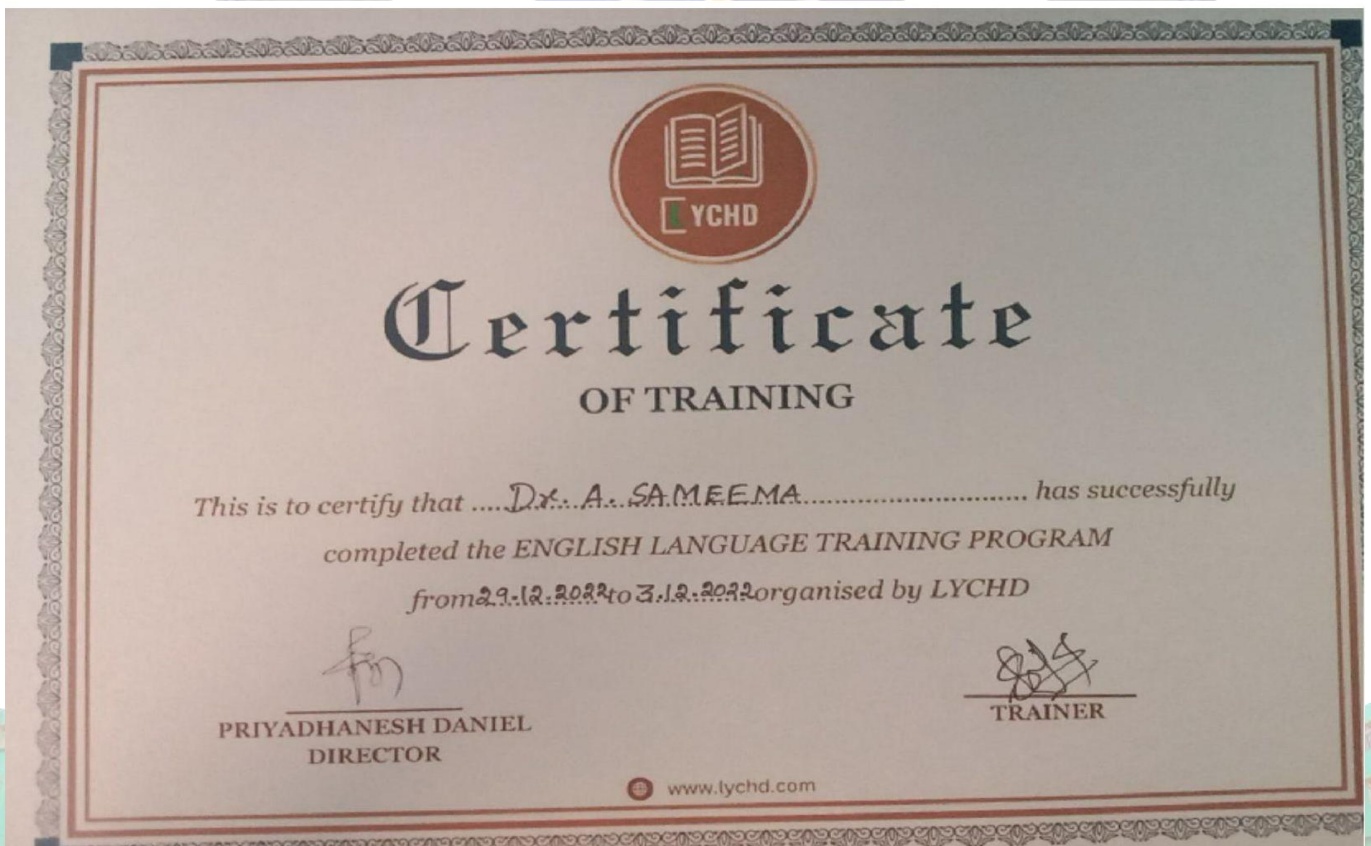 LYCHD
Certificate
OF TRAINING
This is to certify that ....Dr. A. SAMEEMA............................ has successfully
completed the ENGLISH LANGUAGE TRAINING PROGRAM
from 29.12.2022 to 3.12.2022 organised by LYCHD
PRIYADHANESH DANIEL
DIRECTOR
TRAINER
www.lychd.com